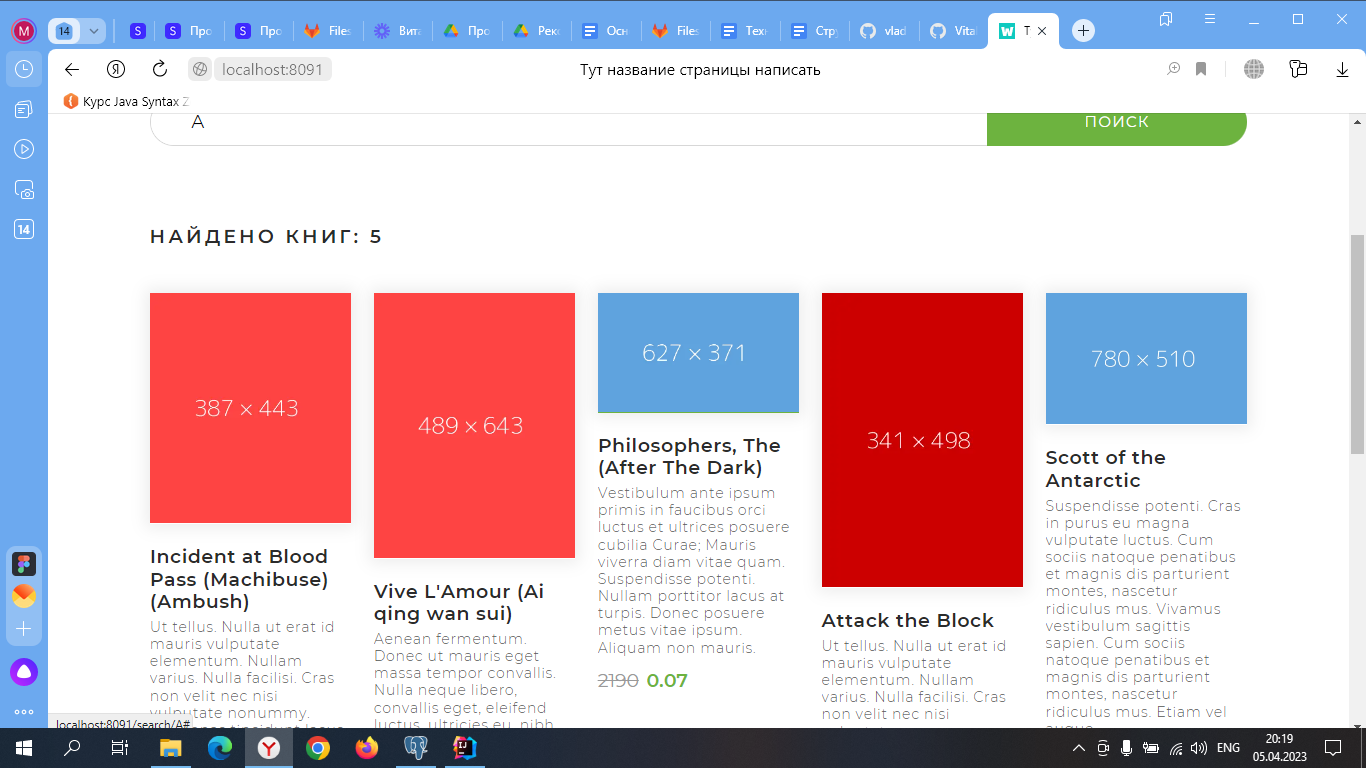 M
14
S
S Про
S Про
Files
Вита
Про
Реке
Осн
Files
Техн
Стру
vlad
Vital
Т
Я
localhost:8091
Тут название страницы написать
Курс Java Syntax Z
14
A
ПОИСК
НАЙДЕНО КНИГ: 5
387 × 443
489 × 643
627 × 371
341 × 498
780 × 510
Incident at Blood
Pass (Machibuse)
(Ambush)
Ut tellus. Nulla ut erat id
mauris vulputate
elementum. Nullam
varius. Nulla facilisi. Cras
non velit nec nisi
vulputate nonummy.
Vive L'Amour (Ai
qing wan sui)
Aenean fermentum.
Donec ut mauris eget
massa tempor convallis.
Nulla neque libero,
convallis eget, eleifend
luctus, ultricies eu, nibh.
Philosophers, The
(After The Dark)
Vestibulum ante ipsum
primis in faucibus orci
luctus et ultrices posuere
cubilia Curae; Mauris
viverra diam vitae quam.
Suspendisse potenti.
Nullam porttitor lacus at
turpis. Donec posuere
metus vitae ipsum.
Aliquam non mauris.
2190 0.07
Attack the Block
Ut tellus. Nulla ut erat id
mauris vulputate
elementum. Nullam
varius. Nulla facilisi. Cras
non velit nec nisi
Scott of the
Antarctic
Suspendisse potenti. Cras
in purus eu magna
vulputate luctus. Cum
sociis natoque penatibus
et magnis dis parturient
montes, nascetur
ridiculus mus. Vivamus
vestibulum sagittis
sapien. Cum sociis
natoque penatibus et
magnis dis parturient
montes, nascetur
ridiculus mus. Etiam vel
localhost:8091/search/A#
ENG
20:19
05.04.2023